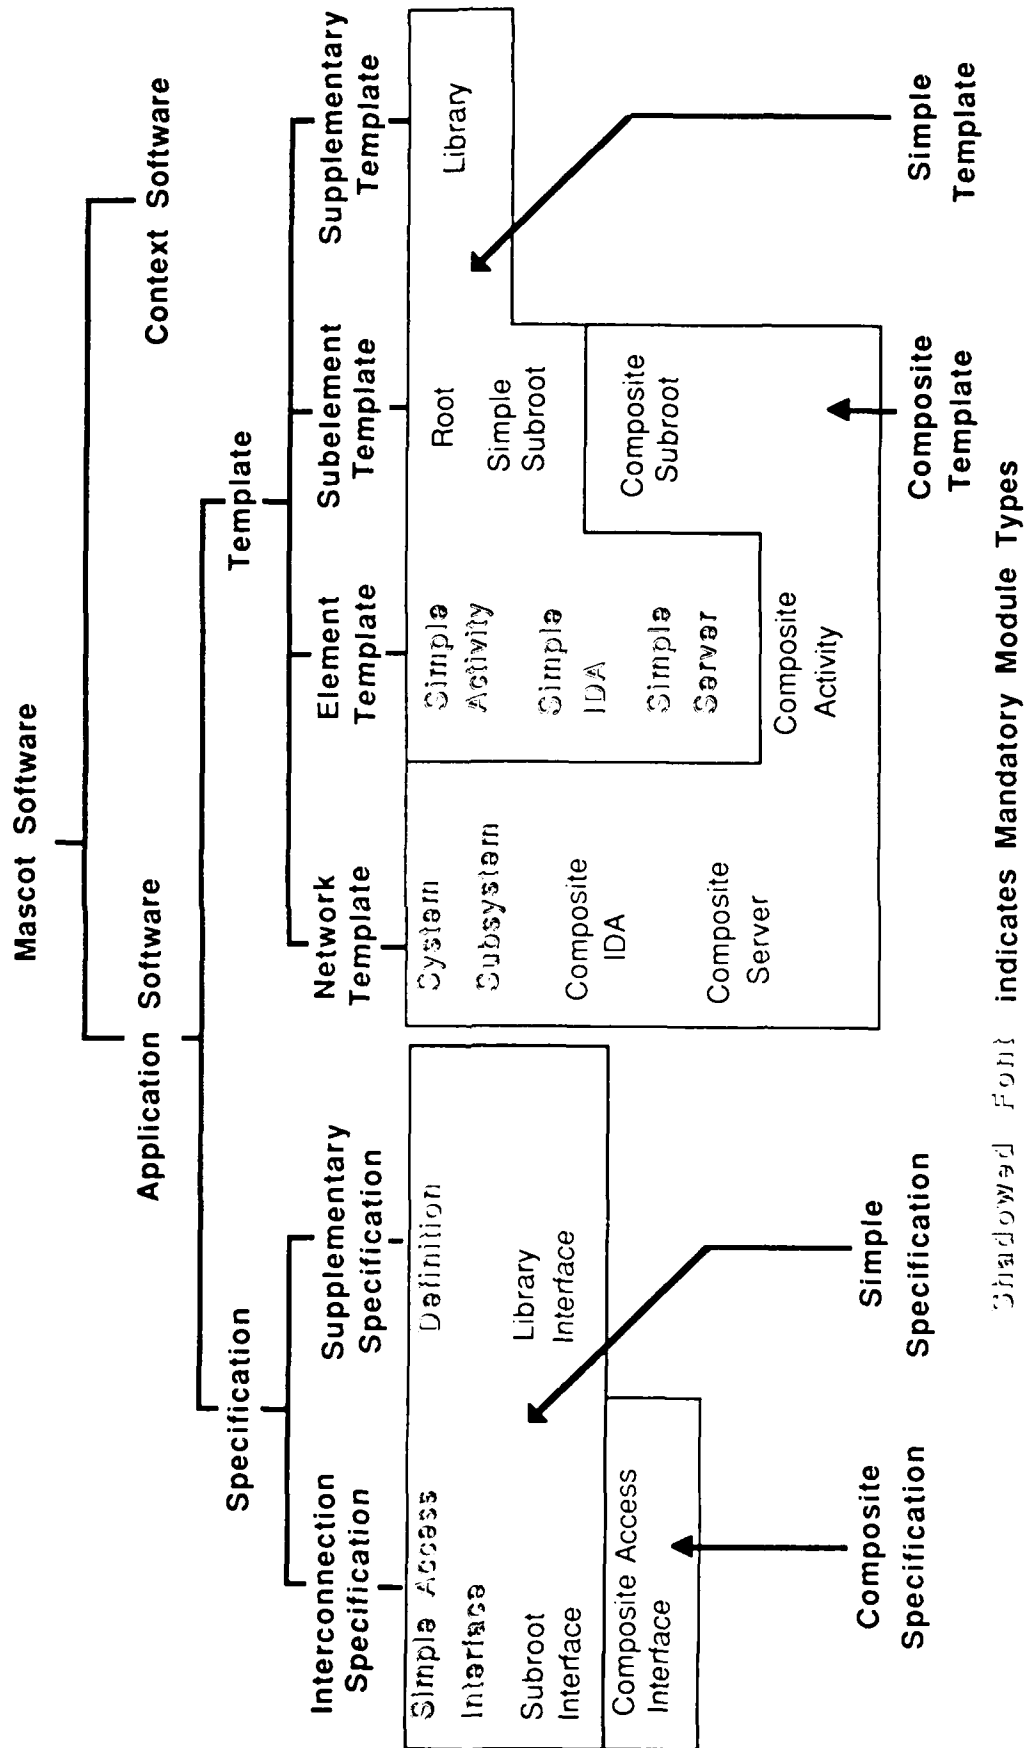 Mascot Software
Application Software
Context Software
Specification
Template
Interconnection
Specification
Supplementary
Specification
Network
Template
Element
Template
Subelement
Template
Supplementary
Template
Simple Access
Interface
Subroot
Interface
Composite Access
Interface
Definition
Library
Interface
System
Subsystem
Composite
IDA
Composite
Server
Simple
Activity
Simple
IDA
Simple
Server
Composite
Activity
Root
Simple
Subroot
Composite
Subroot
Library
Composite
Specification
Simple
Specification
Composite
Template
Simple
Template
Shadowed Font indicates Mandatory Module Types